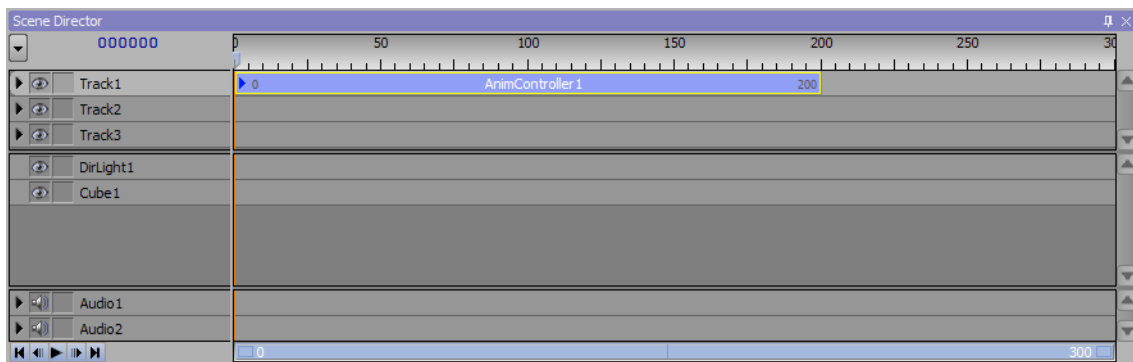 Scene Director
000000 0 50 100 150 200 250 30
Track1 0 AnimController1 200
Track2
Track3
DirLight1
Cube1
Audio1
Audio2
0 300